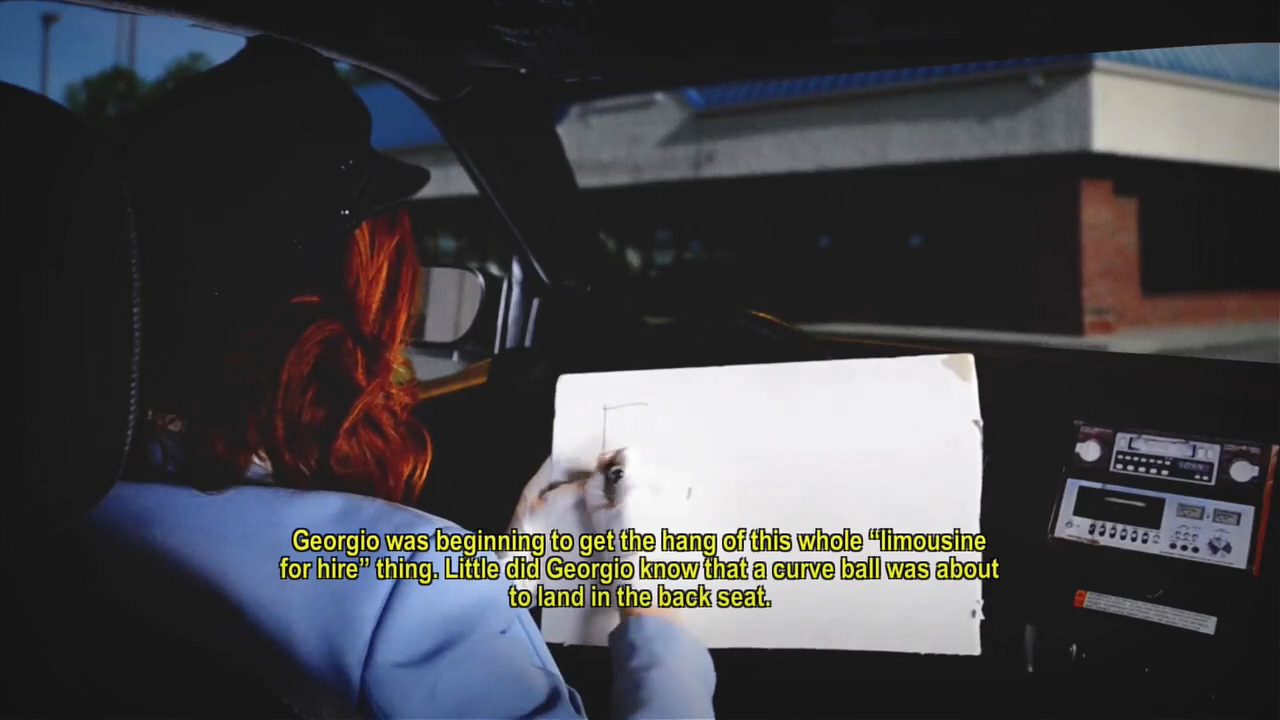 Georgio was beginning to get the hang of this whole “limousine
for hire” thing. Little did Georgio know that a curve ball was about
to land in the back seat.